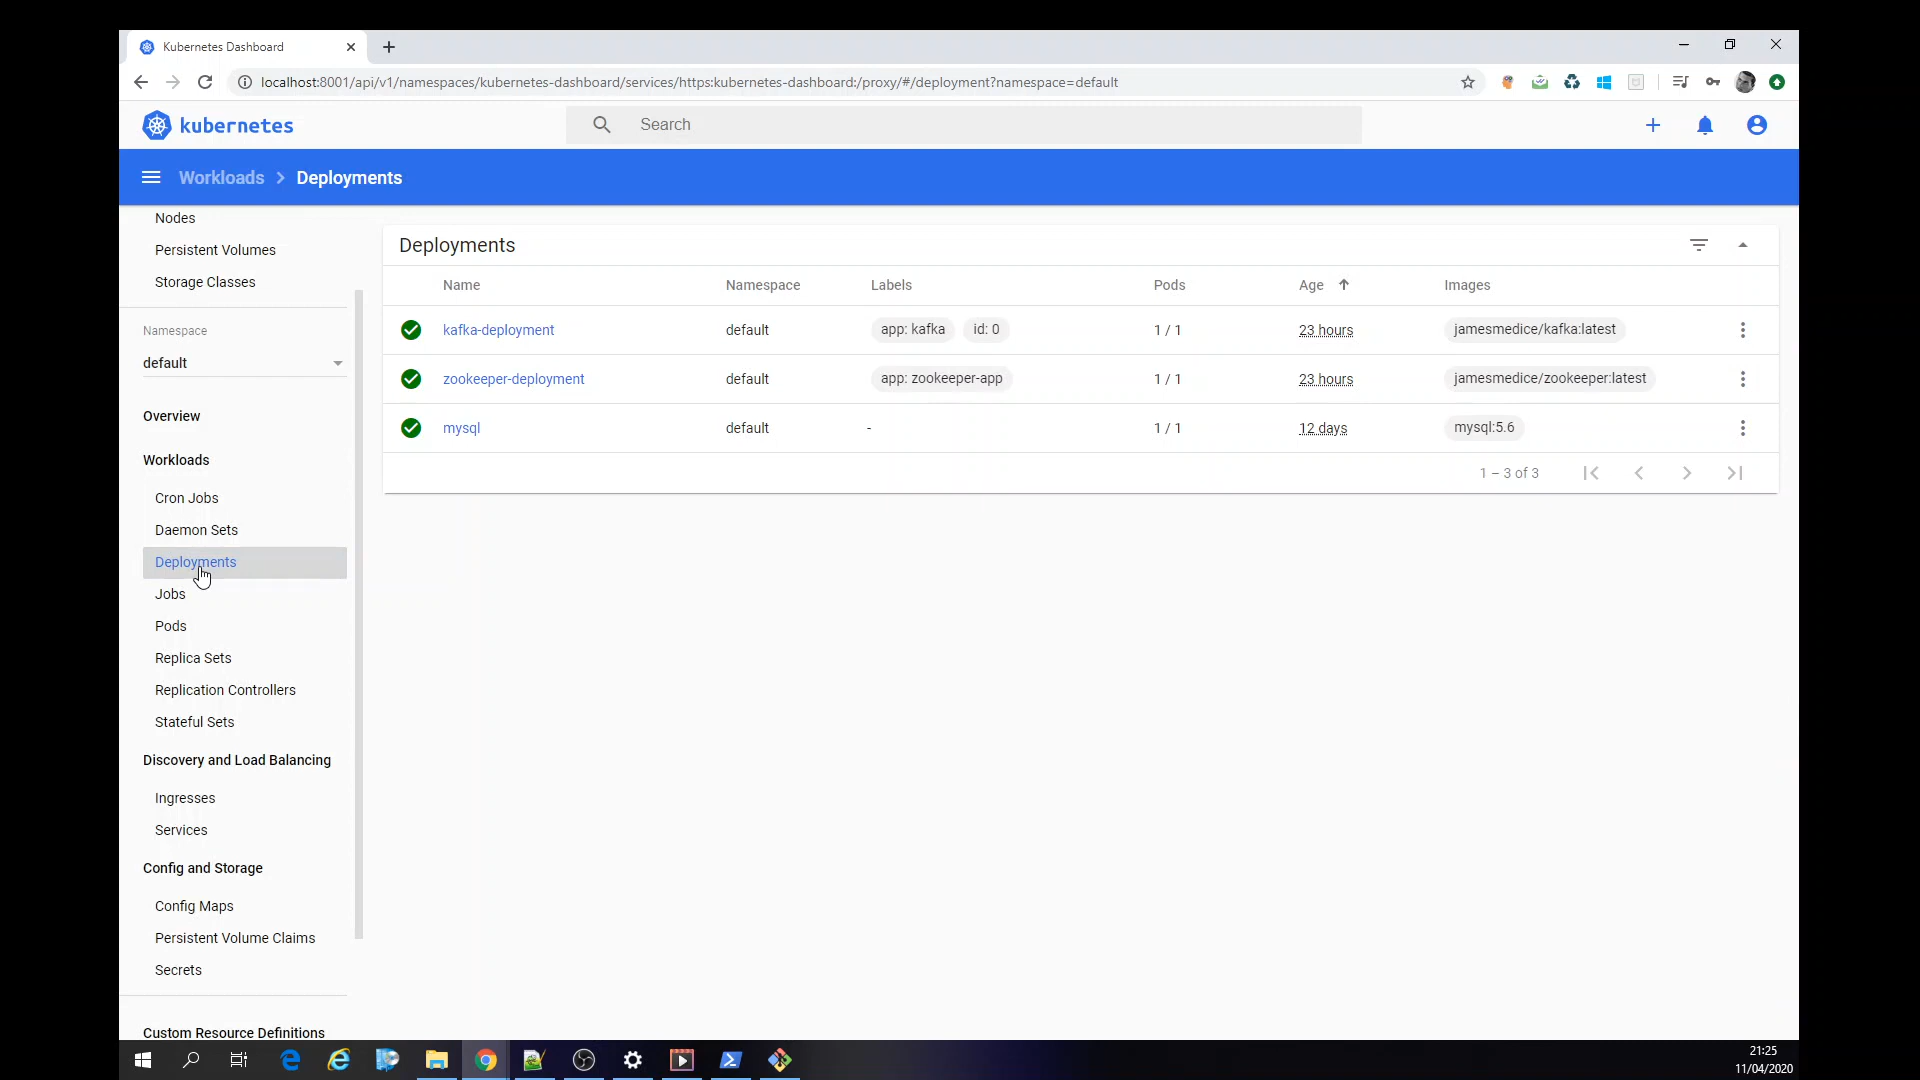 Kubernetes Dashboard
localhost:8001/api/v1/namespaces/kubernetes-dashboard/services/https:kubernetes-dashboard:/proxy/#/deployment?namespace=default
kubernetes
Search
Workloads > Deployments
Nodes
Persistent Volumes
Storage Classes
Namespace
default
Overview
Workloads
Cron Jobs
Daemon Sets
Deployments
Jobs
Pods
Replica Sets
Replication Controllers
Stateful Sets
Discovery and Load Balancing
Ingresses
Services
Config and Storage
Config Maps
Persistent Volume Claims
Secrets
Custom Resource Definitions
Deployments
Name Namespace Labels Pods Age Images
kafka-deployment default app: kafka id: 0 1 / 1 23 hours jamesmedice/kafka:latest
zookeeper-deployment default app: zookeeper-app 1 / 1 23 hours jamesmedice/zookeeper:latest
mysql default - 1 / 1 12 days mysql:5.6
1 – 3 of 3
21:25
11/04/2020